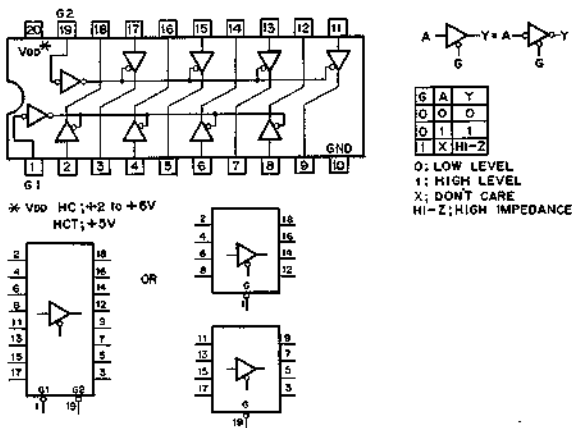 G2
20 19 18 17 16 15 14 13 12 11
VDD*
GND
1 2 3 4 5 6 7 8 9 10
G1
* VDD HC;+2 to +6V
HCT;+5V
A Y = A Y
G G
G A Y
0 0 0
0 1 1
1 X HI-Z
0; LOW LEVEL
1; HIGH LEVEL
X; DON'T CARE
HI-Z; HIGH IMPEDANCE
2 18
4 16
6 14
8 12
11 9
13 7
15 5
17 3
G1 G2
1 19
OR
2 18
4 16
6 14
8 12
G
1
11 9
13 7
15 5
17 3
G
19